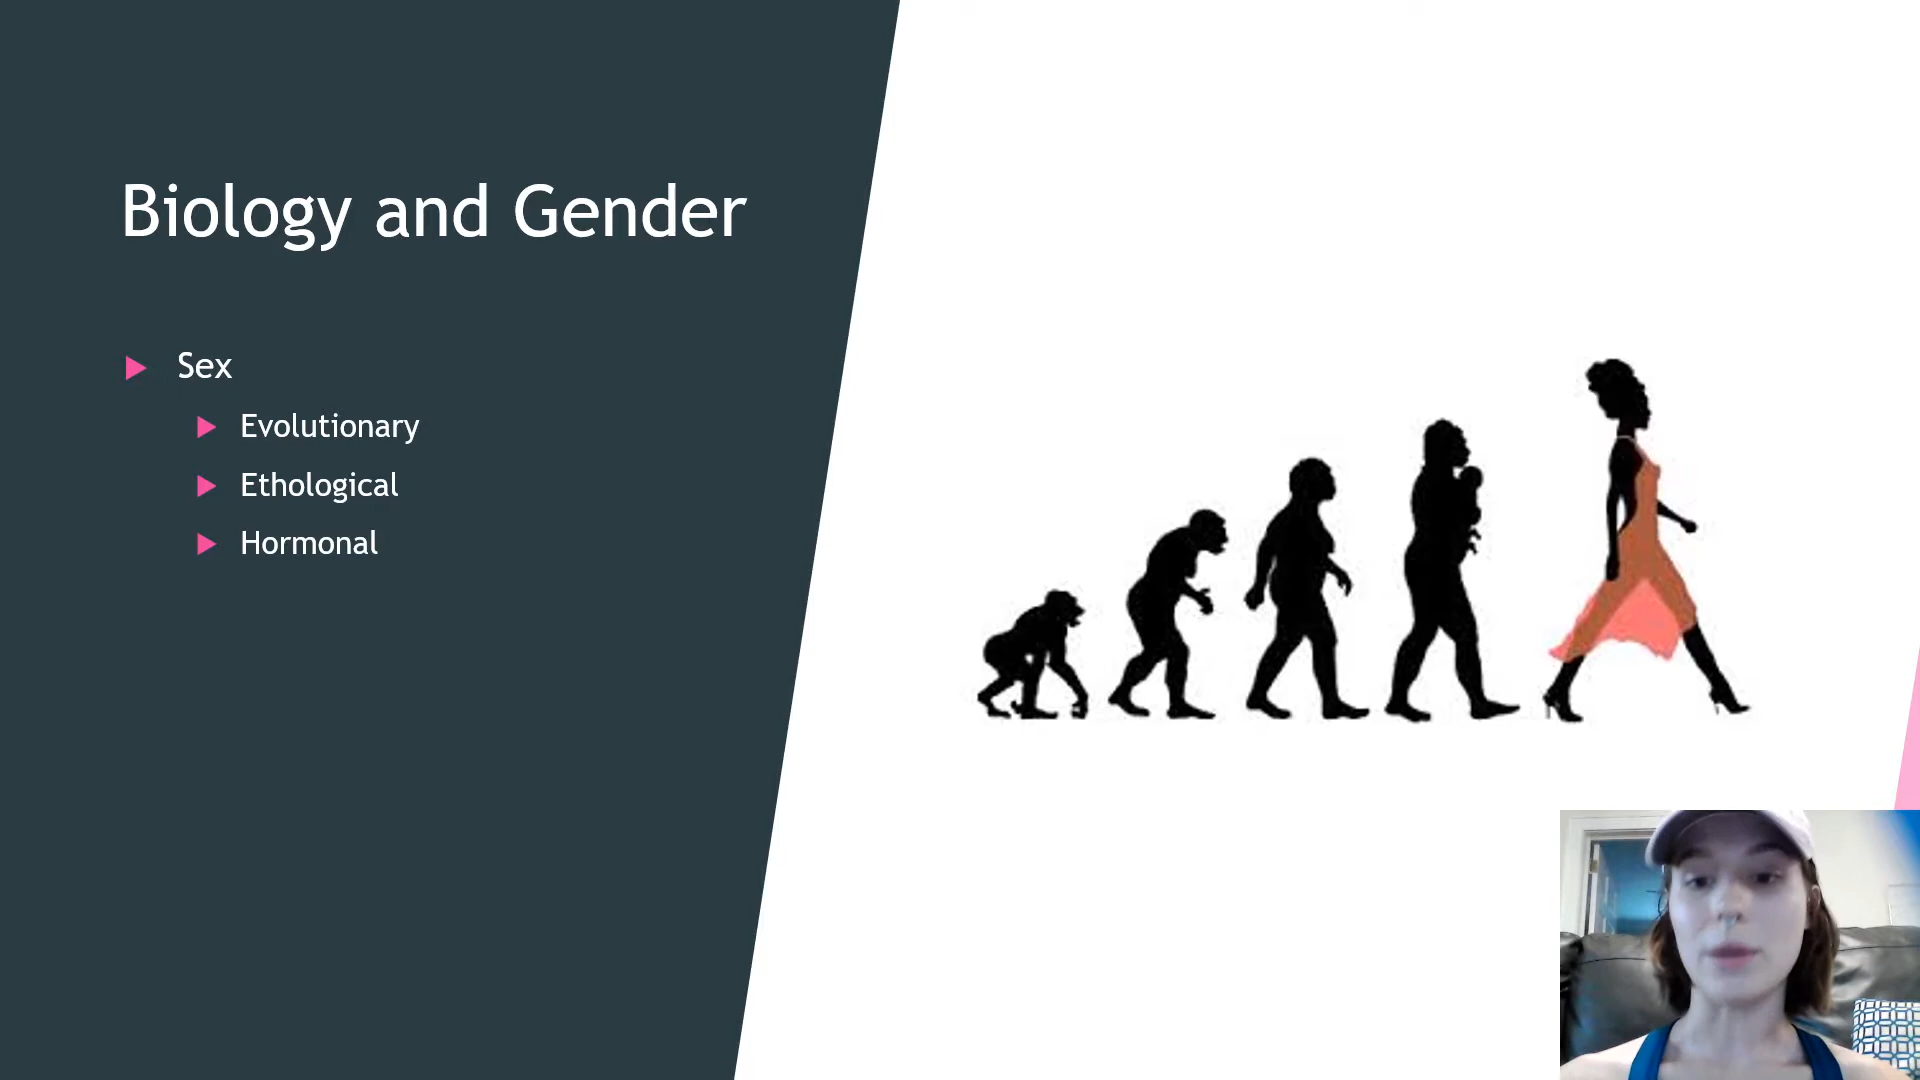 Biology and Gender
Sex
Evolutionary
Ethological
Hormonal